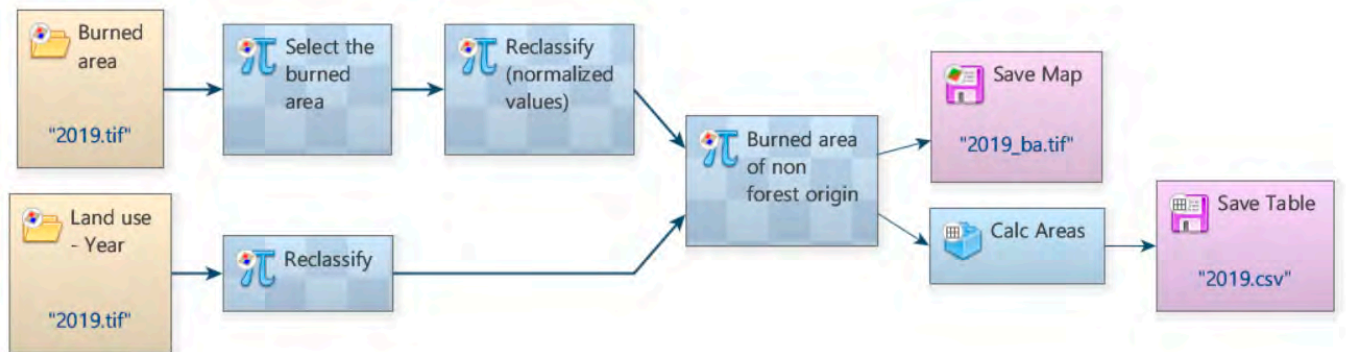 Burned
area
"2019.tif"
Select the
burned
area
Reclassify
(normalized
values)
Land use
- Year
"2019.tif"
Reclassify
Burned area
of non
forest origin
Save Map
"2019_ba.tif"
Calc Areas
Save Table
"2019.csv"